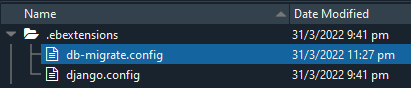 Name Date Modified
.ebextensions 31/3/2022 9:41 pm
db-migrate.config 31/3/2022 11:27 pm
django.config 31/3/2022 9:41 pm